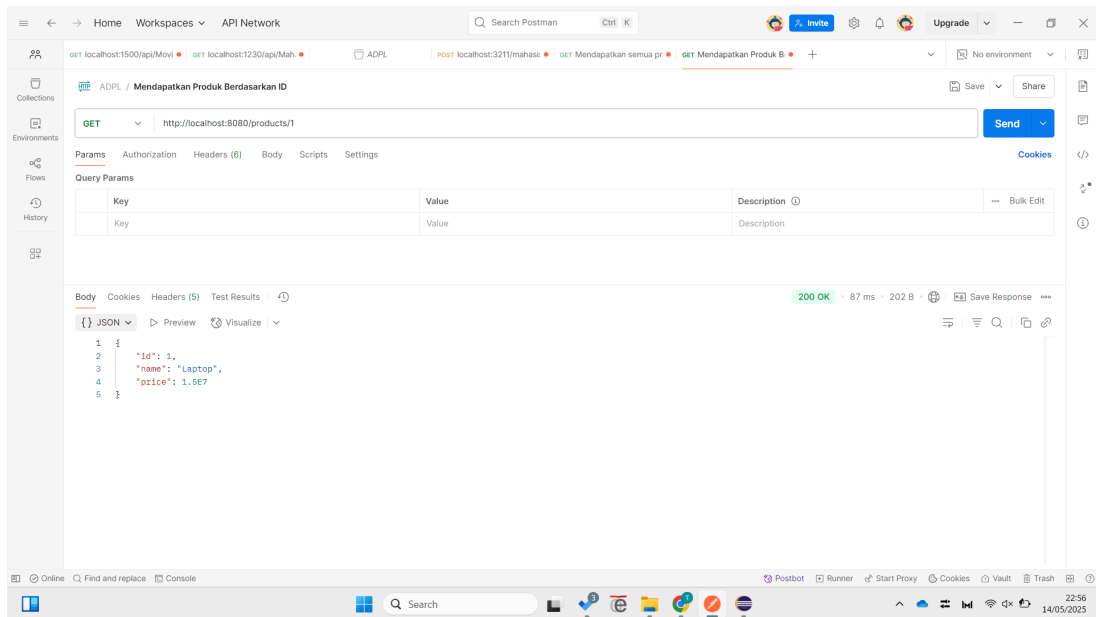 Home Workspaces API Network Search Postman Ctrl K Invite Upgrade
GET localhost:1500/api/Movi GET localhost:1230/api/Mah. ADPL POST localhost:3211/mahasis GET Mendapatkan semua pr GET Mendapatkan Produk B. No environment
Collections
Environments
Flows
History
HTTP ADPL / Mendapatkan Produk Berdasarkan ID Save Share
GET http://localhost:8080/products/1 Send
Params Authorization Headers (6) Body Scripts Settings Cookies
Query Params
Key Value Description Bulk Edit
Key Value Description
Body Cookies Headers (5) Test Results 200 OK 87 ms 202 B Save Response
{} JSON Preview Visualize
1 {
2 "id": 1,
3 "name": "Laptop",
4 "price": 1.5E7
5 }
Online Find and replace Console Postbot Runner Start Proxy Cookies Vault Trash
Search 3 22:56
14/05/2025